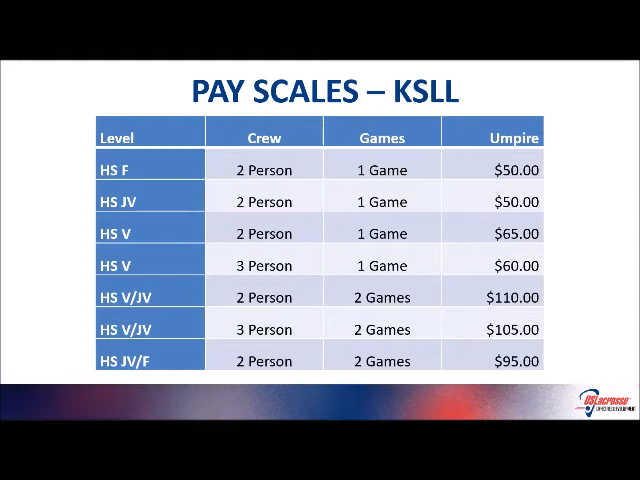 PAY SCALES – KSLL
Level Crew Games Umpire
HS F 2 Person 1 Game $50.00
HS JV 2 Person 1 Game $50.00
HS V 2 Person 1 Game $65.00
HS V 3 Person 1 Game $60.00
HS V/JV 2 Person 2 Games $110.00
HS V/JV 3 Person 2 Games $105.00
HS JV/F 2 Person 2 Games $95.00
USLacrosse
OFFICIALS DEVELOPMENT